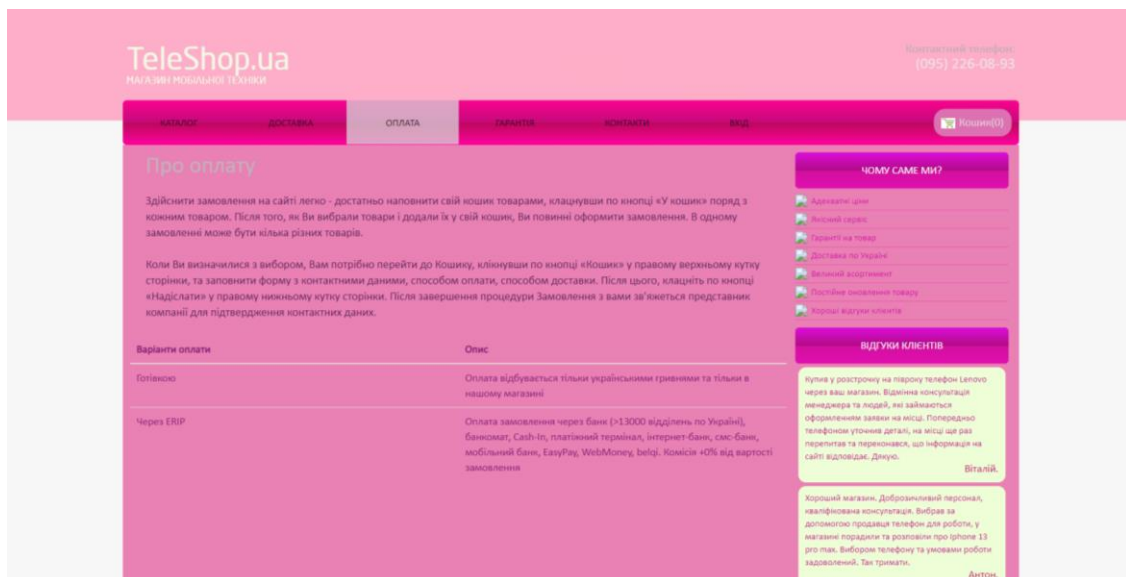 TeleShop.ua
МАГАЗИН МОБІЛЬНОЇ ТЕХНІКИ
Контактний телефон:
(095) 226-08-93
КАТАЛОГ ДОСТАВКА ОПЛАТА ГАРАНТІЯ КОНТАКТИ ВХІД Кошик(0)
Про оплату
Здійснити замовлення на сайті легко - достатньо наповнити свій кошик товарами, клацнувши по кнопці «У кошик» поряд з
кожним товаром. Після того, як Ви вибрали товари і додали їх у свій кошик, Ви повинні оформити замовлення. В одному
замовленні може бути кілька різних товарів.
Коли Ви визначилися з вибором, Вам потрібно перейти до Кошику, клікнувши по кнопці «Кошик» у правому верхньому кутку
сторінки, та заповнити форму з контактними даними, способом оплати, способом доставки. Після цього, клацніть по кнопці
«Надіслати» у правому нижньому кутку сторінки. Після завершення процедури Замовлення з вами зв'яжеться представник
компанії для підтвердження контактних даних.
Варіанти оплати Опис
Готівкою Оплата відбувається тільки українськими гривнями та тільки в
нашому магазині
Через ERIP Оплата замовлення через банк (>13000 відділень по Україні),
банкомат, Cash-In, платіжний термінал, інтернет-банк, смс-банк,
мобільний банк, EasyPay, WebMoney, belqi. Комісія +0% від вартості
замовлення
ЧОМУ САМЕ МИ?
Адекватні ціни
Якісний сервіс
Гарантії на товар
Доставка по Україні
Великий асортимент
Постійне оновлення товару
Хороші відгуки клієнтів
ВІДГУКИ КЛІЄНТІВ
Купив у розстрочку на півроку телефон Lenovo
через ваш магазин. Відмінна консультація
менеджера та людей, які займаються
оформленням заявки на місці. Попередньо
телефоном уточнив деталі, на місці ще раз
перепитав та переконався, що інформація на
сайті відповідає. Дякую.
Віталій.
Хороший магазин. Доброзичливий персонал,
кваліфікована консультація. Вибрав за
допомогою продавця телефон для роботи, у
магазині порадили та розповіли про Iphone 13
pro max. Вибором телефону та умовами роботи
задоволений. Так тримати.
Антон.